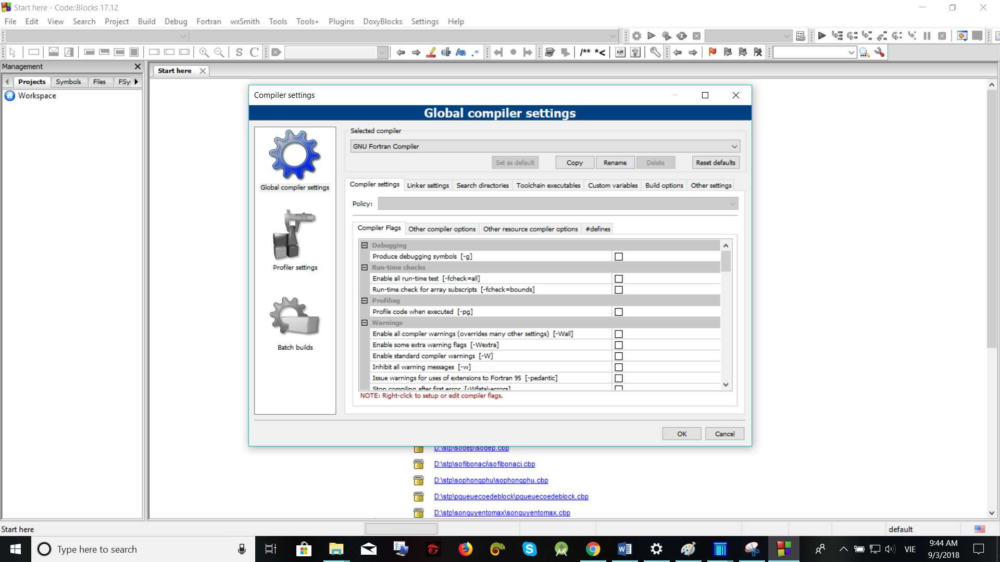 Start here - Code::Blocks 17.12
File Edit View Search Project Build Debug Fortran wxSmith Tools Tools+ Plugins DoxyBlocks Settings Help
S C Aa .* /** *<
Management
Start here
Projects Symbols Files FSy
Workspace
Compiler settings
Global compiler settings
Global compiler settings
Profiler settings
Batch builds
Selected compiler
GNU Fortran Compiler
Set as default Copy Rename Delete Reset defaults
Compiler settings Linker settings Search directories Toolchain executables Custom variables Build options Other settings
Policy:
Compiler Flags Other compiler options Other resource compiler options #defines
Debugging
Produce debugging symbols [-g]
Run-time checks
Enable all run-time test [-fcheck=all]
Run-time check for array subscripts [-fcheck=bounds]
Profiling
Profile code when executed [-pg]
Warnings
Enable all compiler warnings (overrides many other settings) [-Wall]
Enable some extra warning flags [-Wextra]
Enable standard compiler warnings [-W]
Inhibit all warning messages [-w]
Issue warnings for uses of extensions to Fortran 95 [-pedantic]
Stop compiling after first error [-Wfatal-errors]
NOTE: Right-click to setup or edit compiler flags.
OK Cancel
D:\stp\sodep\sodep.cbp
D:\stp\sofibonaci\sofibonaci.cbp
D:\stp\sophongphu\sophongphu.cbp
D:\stp\pqueuecoedeblock\pqueuecoedeblock.cbp
D:\stp\songuyentomax\songuyentomax.cbp
Start here
default
Type here to search
VIE
9:44 AM
9/3/2018